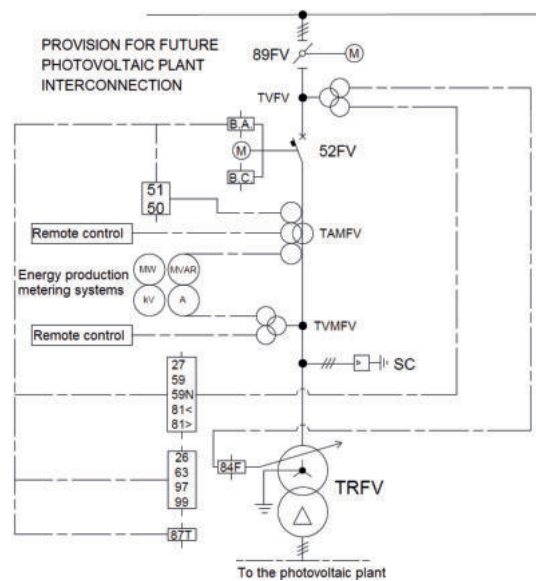 PROVISION FOR FUTURE
PHOTOVOLTAIC PLANT
INTERCONNECTION
89FV
M
TVFV
B.A.
M
52FV
B.C.
51
50
Remote control
TAMFV
Energy production
metering systems
MW
MVAR
kV
A
Remote control
TVMFV
SC
27
59
59N
81<
81>
26
63
97
99
84F
TRFV
87T
To the photovoltaic plant